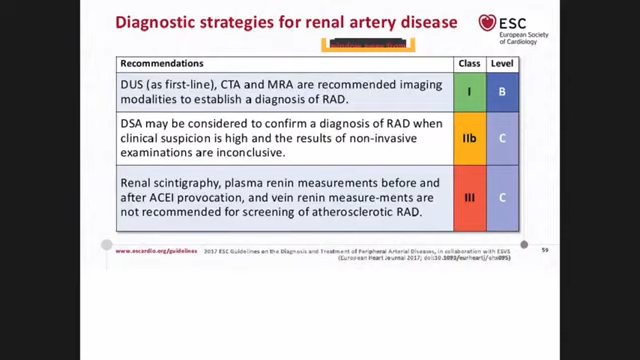 Diagnostic strategies for renal artery disease
ESC
European Society
of Cardiology
Recommendations Class Level
DUS (as first-line), CTA and MRA are recommended imaging
modalities to establish a diagnosis of RAD.
I B
DSA may be considered to confirm a diagnosis of RAD when
clinical suspicion is high and the results of non-invasive
examinations are inconclusive.
IIb C
Renal scintigraphy, plasma renin measurements before and
after ACEI provocation, and vein renin measure-ments are
not recommended for screening of atherosclerotic RAD.
III C
www.escardio.org/guidelines 2017 ESC Guidelines on the Diagnosis and Treatment of Peripheral Arterial Diseases, in collaboration with ESVS 59
(European Heart Journal 2017; doi:10.1093/eurheartj/ehx095)